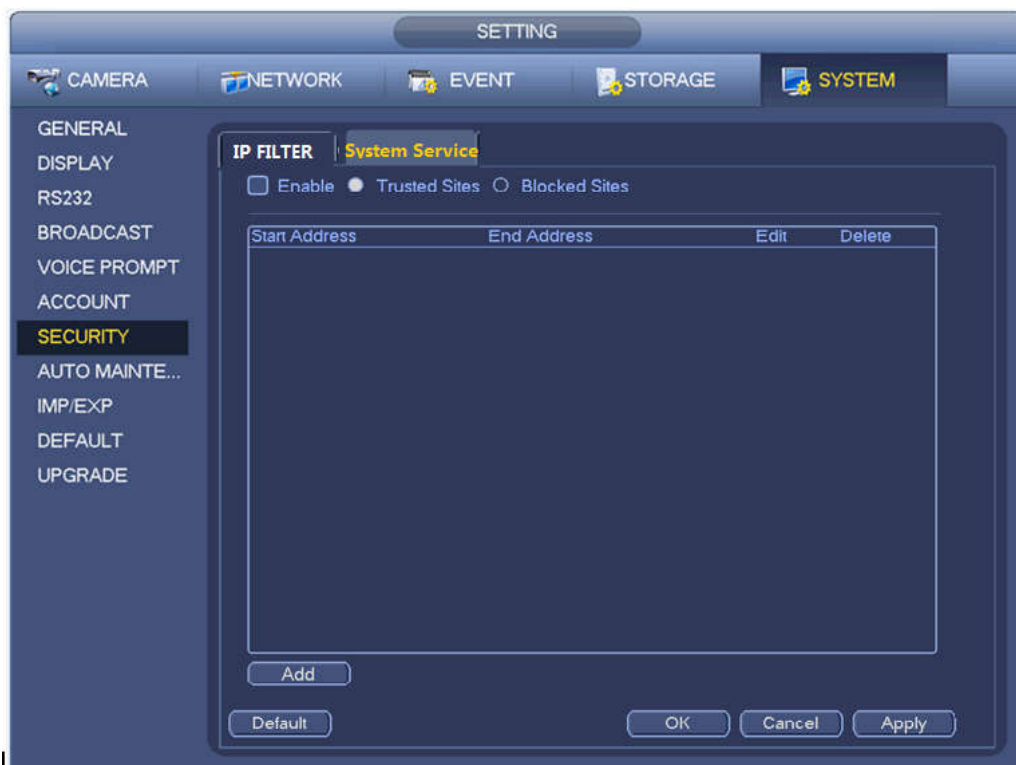 SETTING
CAMERA NETWORK EVENT STORAGE SYSTEM
GENERAL
DISPLAY
RS232
BROADCAST
VOICE PROMPT
ACCOUNT
SECURITY
AUTO MAINTE...
IMP/EXP
DEFAULT
UPGRADE
IP FILTER System Service
Enable Trusted Sites Blocked Sites
Start Address End Address Edit Delete
Add
Default OK Cancel Apply